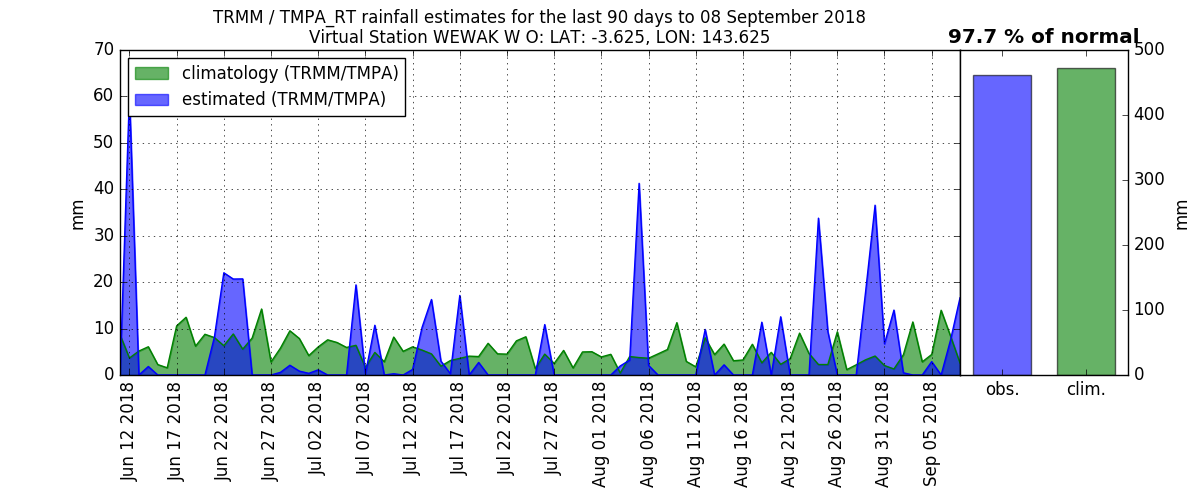 TRMM / TMPA_RT rainfall estimates for the last 90 days to 08 September 2018
Virtual Station WEWAK W O: LAT: -3.625, LON: 143.625
97.7 % of normal
climatology (TRMM/TMPA)
estimated (TRMM/TMPA)
70
60
50
40
30
20
10
0
mm
500
400
300
200
100
0
mm
Jun 12 2018
Jun 17 2018
Jun 22 2018
Jun 27 2018
Jul 02 2018
Jul 07 2018
Jul 12 2018
Jul 17 2018
Jul 22 2018
Jul 27 2018
Aug 01 2018
Aug 06 2018
Aug 11 2018
Aug 16 2018
Aug 21 2018
Aug 26 2018
Aug 31 2018
Sep 05 2018
obs.
clim.